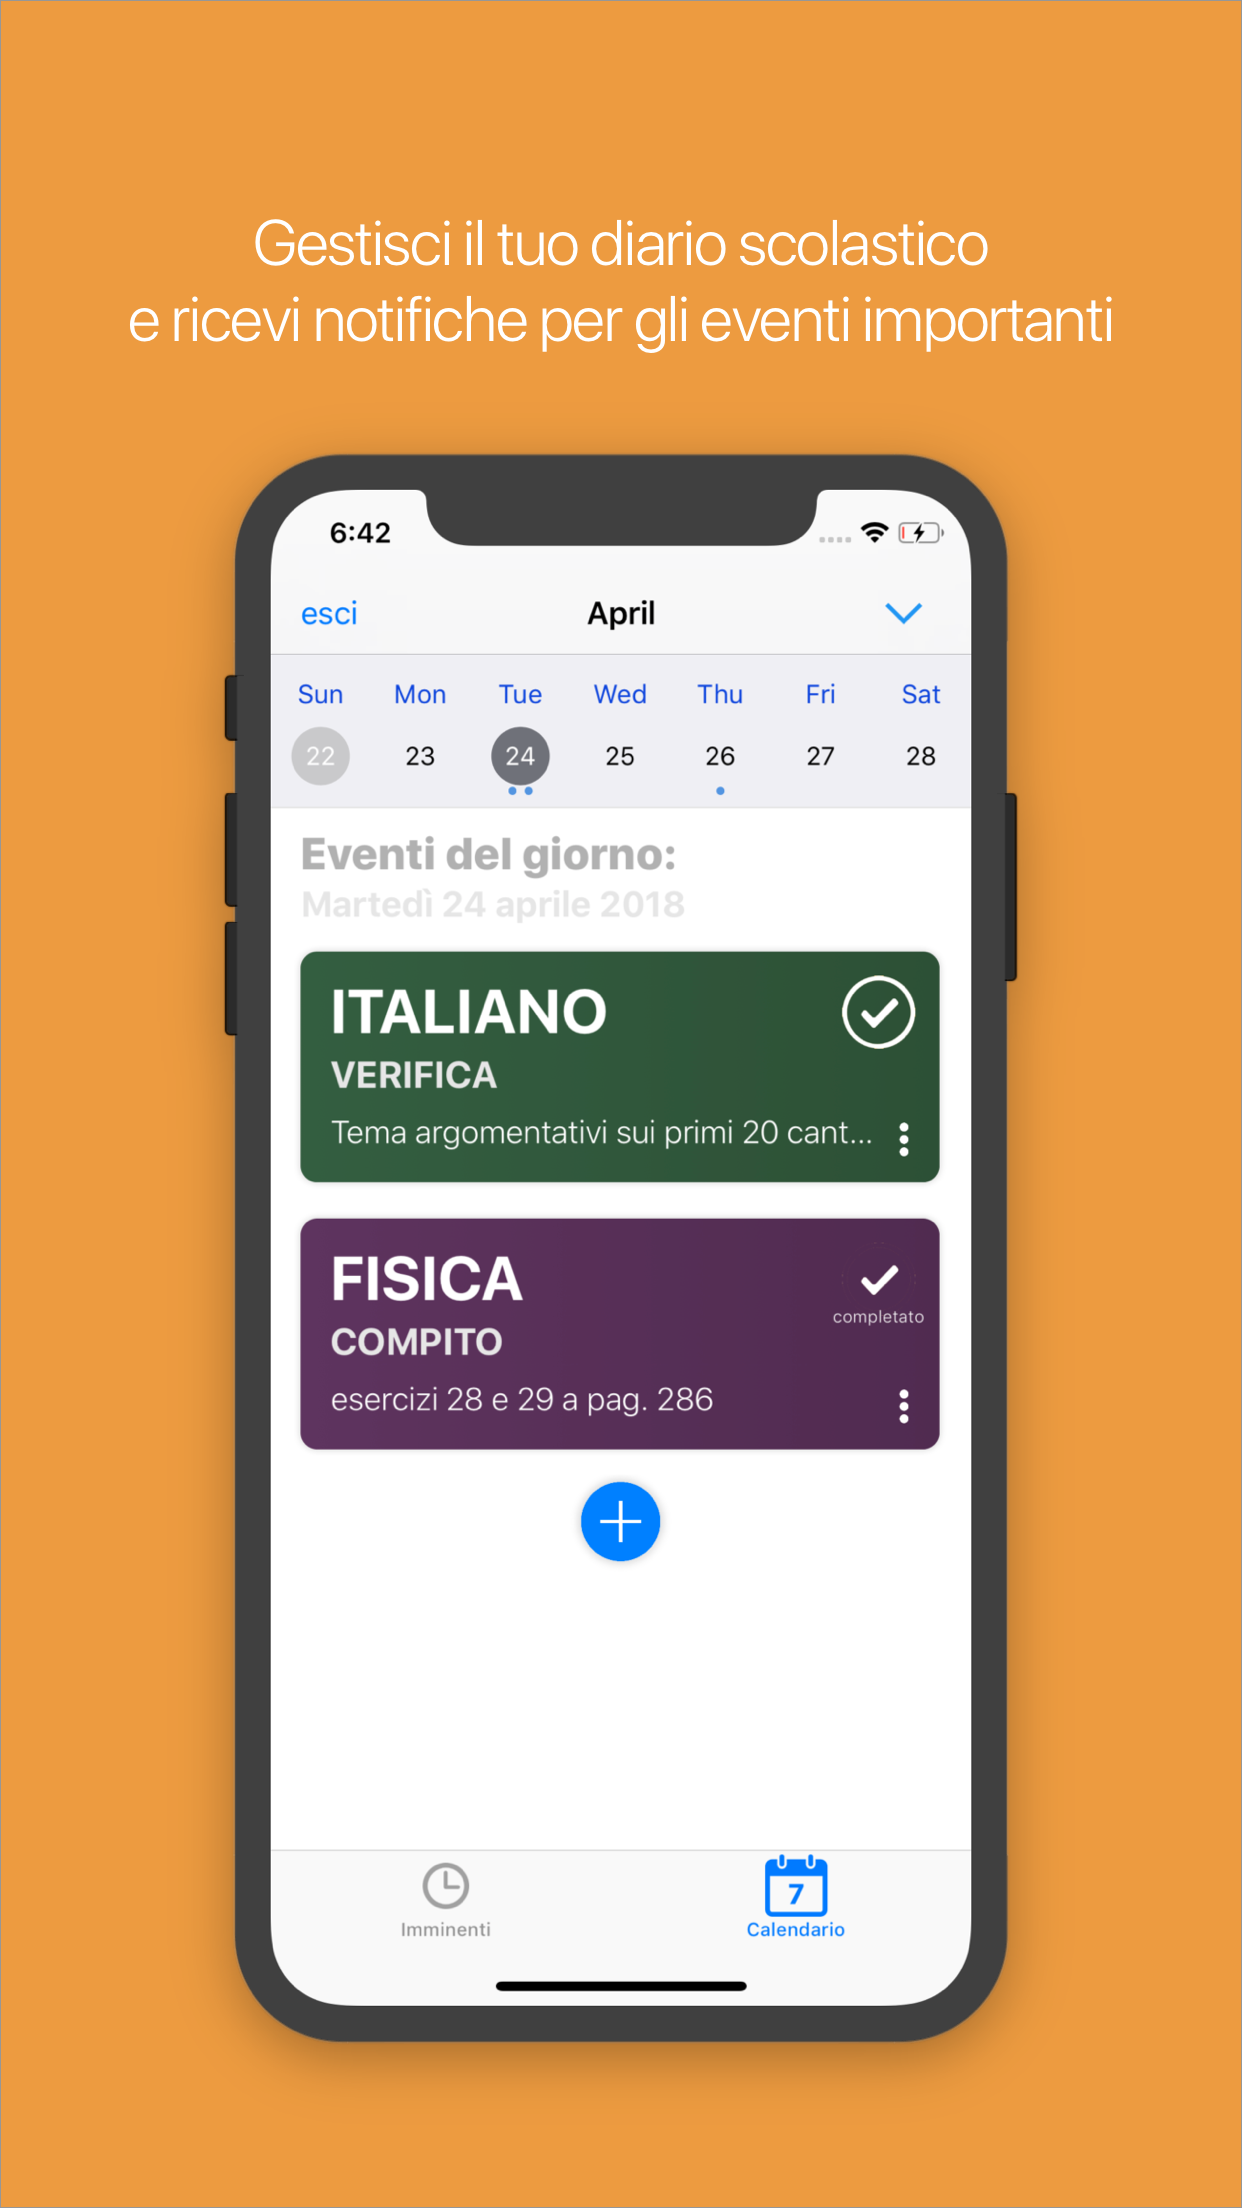 Gestisci il tuo diario scolastico
e ricevi notifiche per gli eventi importanti
6:42
esci April
Sun Mon Tue Wed Thu Fri Sat
22 23 24 25 26 27 28
Eventi del giorno:
Martedì 24 aprile 2018
ITALIANO
VERIFICA
Tema argomentativi sui primi 20 cant...
FISICA
completato
COMPITO
esercizi 28 e 29 a pag. 286
7
Imminenti Calendario